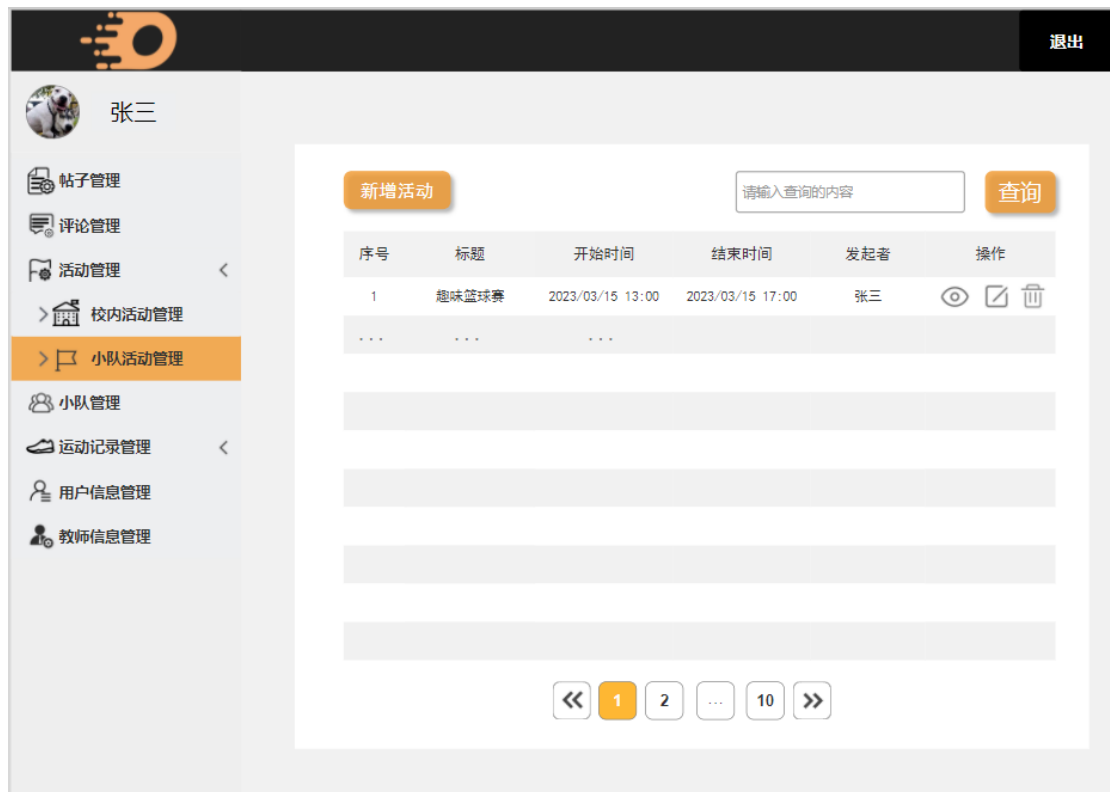 退出
张三
帖子管理
评论管理
活动管理
校内活动管理
小队活动管理
小队管理
运动记录管理
用户信息管理
教师信息管理
新增活动 请输入查询的内容 查询
序号 标题 开始时间 结束时间 发起者 操作
1 趣味篮球赛 2023/03/15 13:00 2023/03/15 17:00 张三
... ... ...
1 2 ... 10